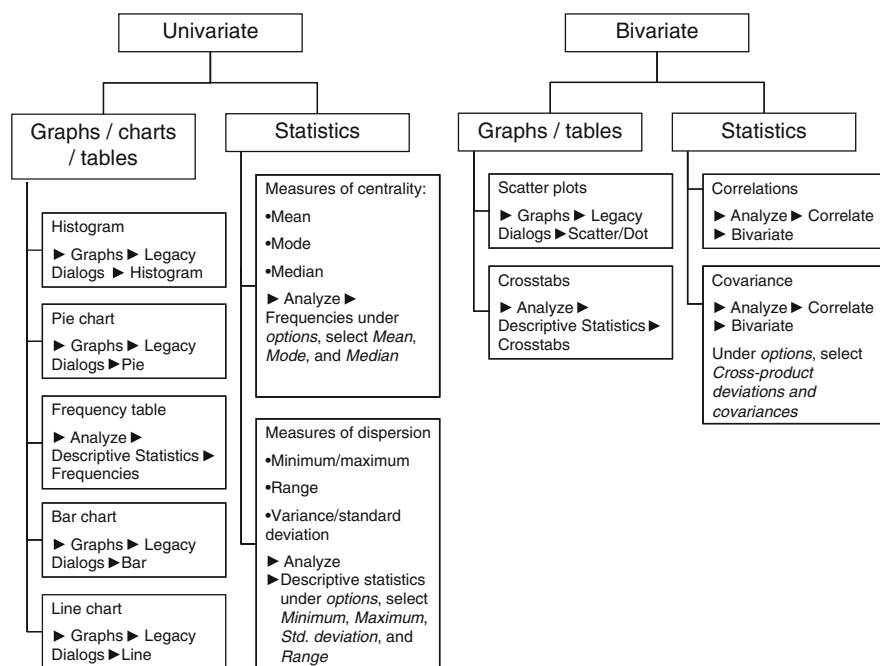 Univariate
Graphs / charts
/ tables
Histogram
► Graphs ► Legacy
Dialogs ► Histogram
Pie chart
► Graphs ► Legacy
Dialogs ►Pie
Frequency table
► Analyze ►
Descriptive Statistics ►
Frequencies
Bar chart
► Graphs ► Legacy
Dialogs ►Bar
Line chart
► Graphs ► Legacy
Dialogs ►Line
Statistics
Measures of centrality:
•Mean
•Mode
•Median
► Analyze ►
Frequencies under
options, select Mean,
Mode, and Median
Measures of dispersion
•Minimum/maximum
•Range
•Variance/standard
deviation
► Analyze
►Descriptive statistics
under options, select
Minimum, Maximum,
Std. deviation, and
Range
Bivariate
Graphs / tables
Scatter plots
► Graphs ► Legacy
Dialogs ►Scatter/Dot
Crosstabs
► Analyze ►
Descriptive Statistics ►
Crosstabs
Statistics
Correlations
► Analyze ► Correlate
► Bivariate
Covariance
► Analyze ► Correlate
► Bivariate
Under options, select
Cross-product
deviations and
covariances